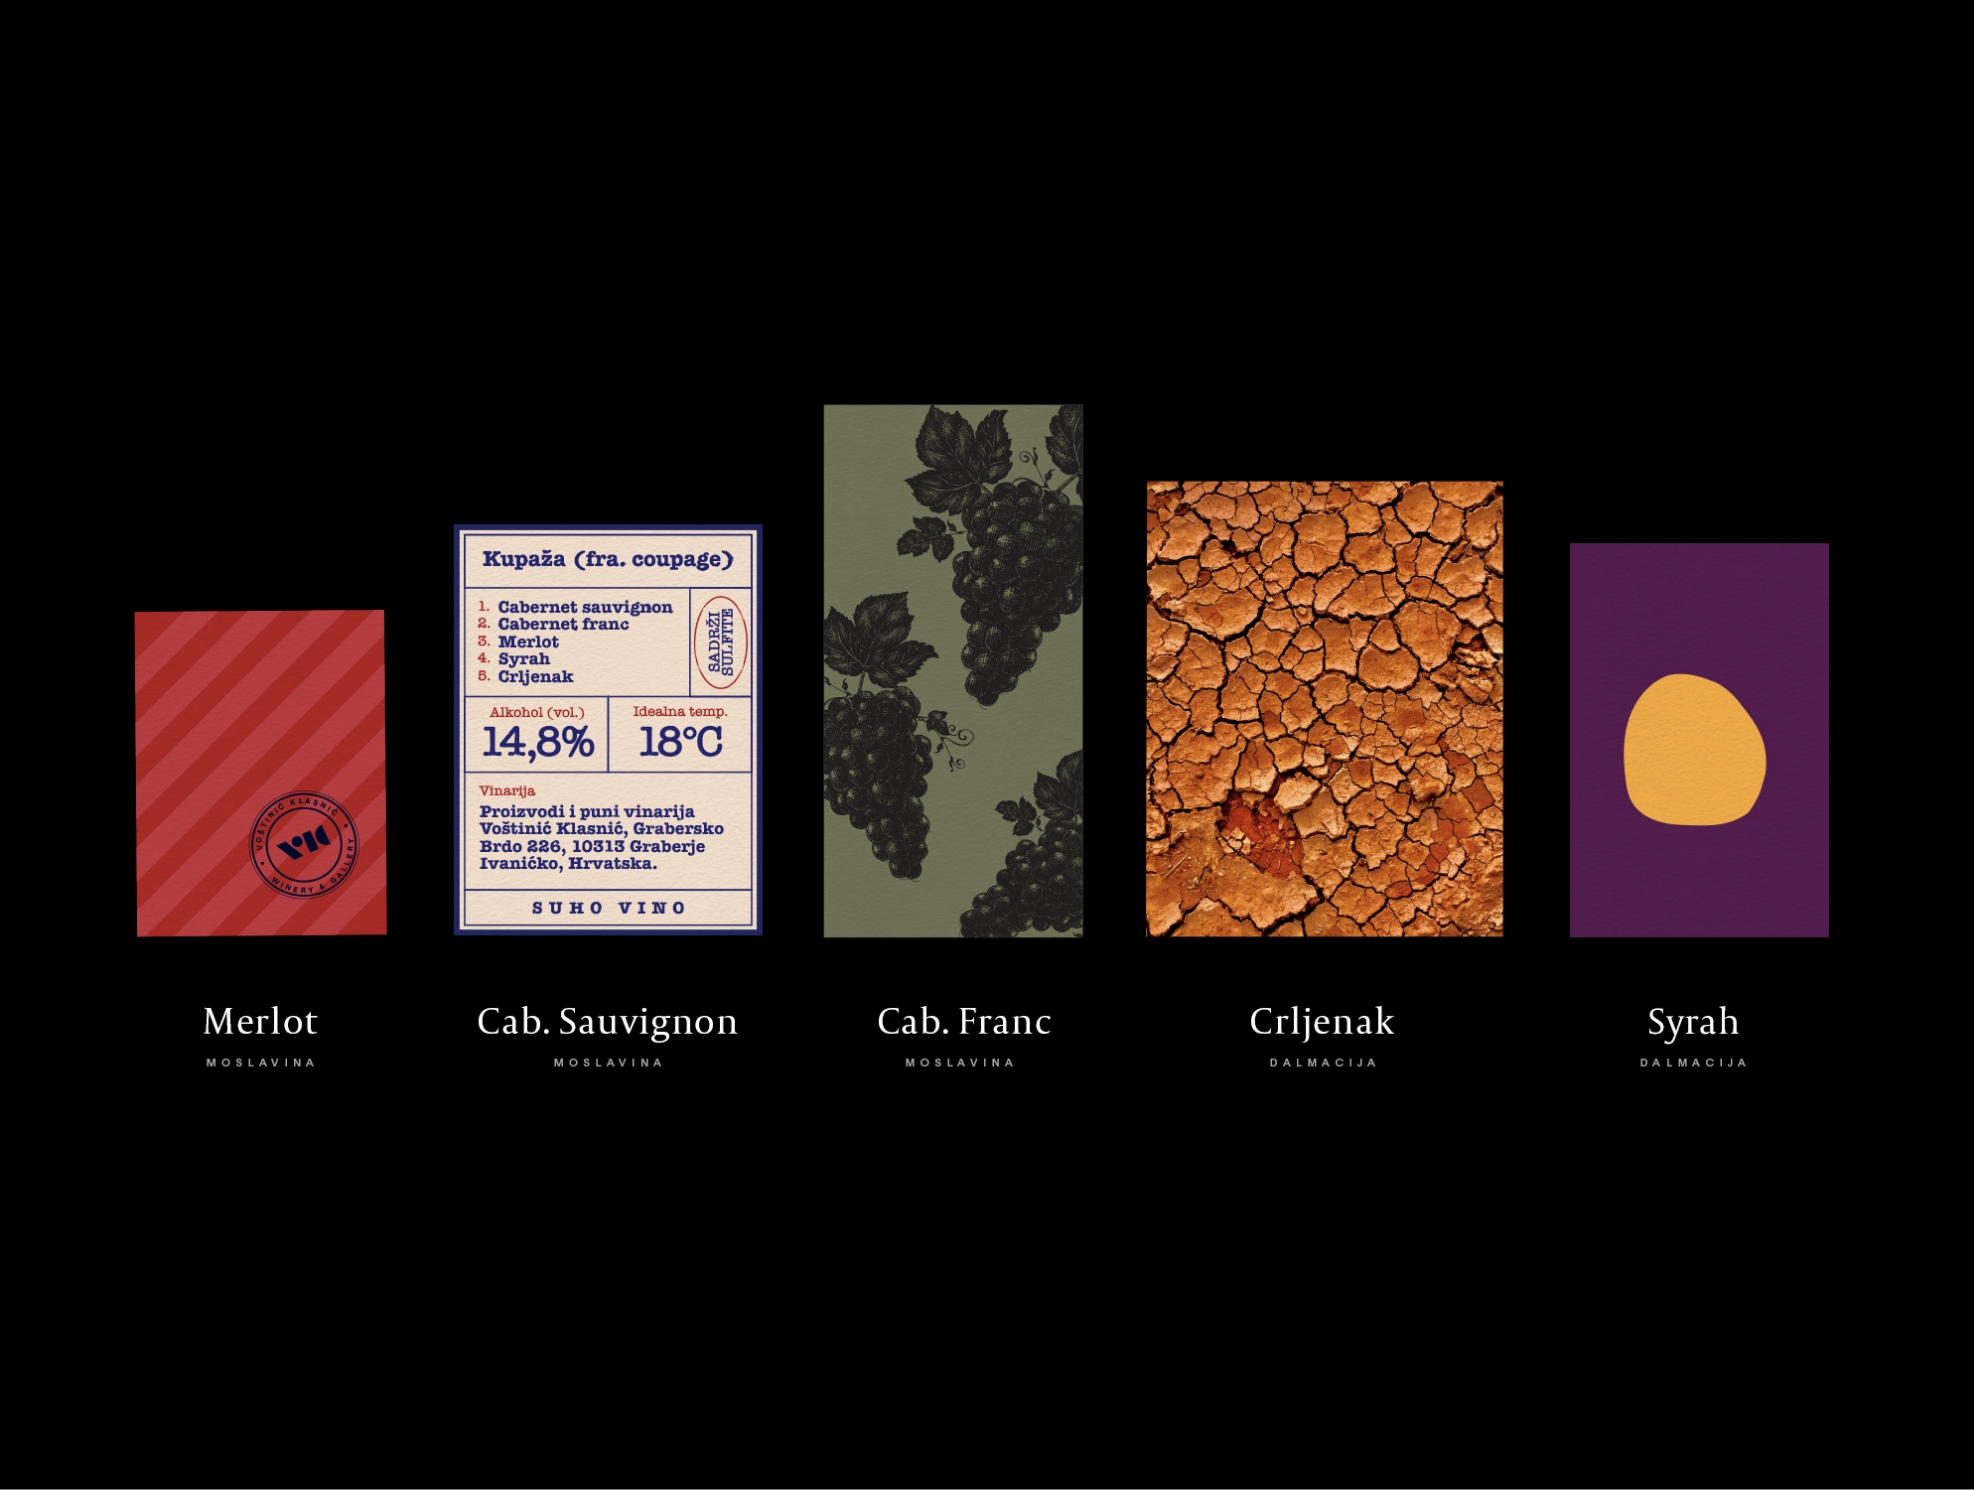 VOŠTINIĆ KLASNIĆ
VK
WINERY & GALLERY
Kupaža (fra. coupage)
1. Cabernet sauvignon
2. Cabernet franc
3. Merlot
4. Syrah
5. Crljenak
SADRŽI
SULFITE
Alkohol (vol.)
14,8%
Idealna temp.
18°C
Vinarija
Proizvodi i puni vinarija
Voštinić Klasnić, Grabersko
Brdo 226, 10313 Graberje
Ivanićko, Hrvatska.
SUHO VINO
Merlot
MOSLAVINA
Cab. Sauvignon
MOSLAVINA
Cab. Franc
MOSLAVINA
Crljenak
DALMACIJA
Syrah
DALMACIJA